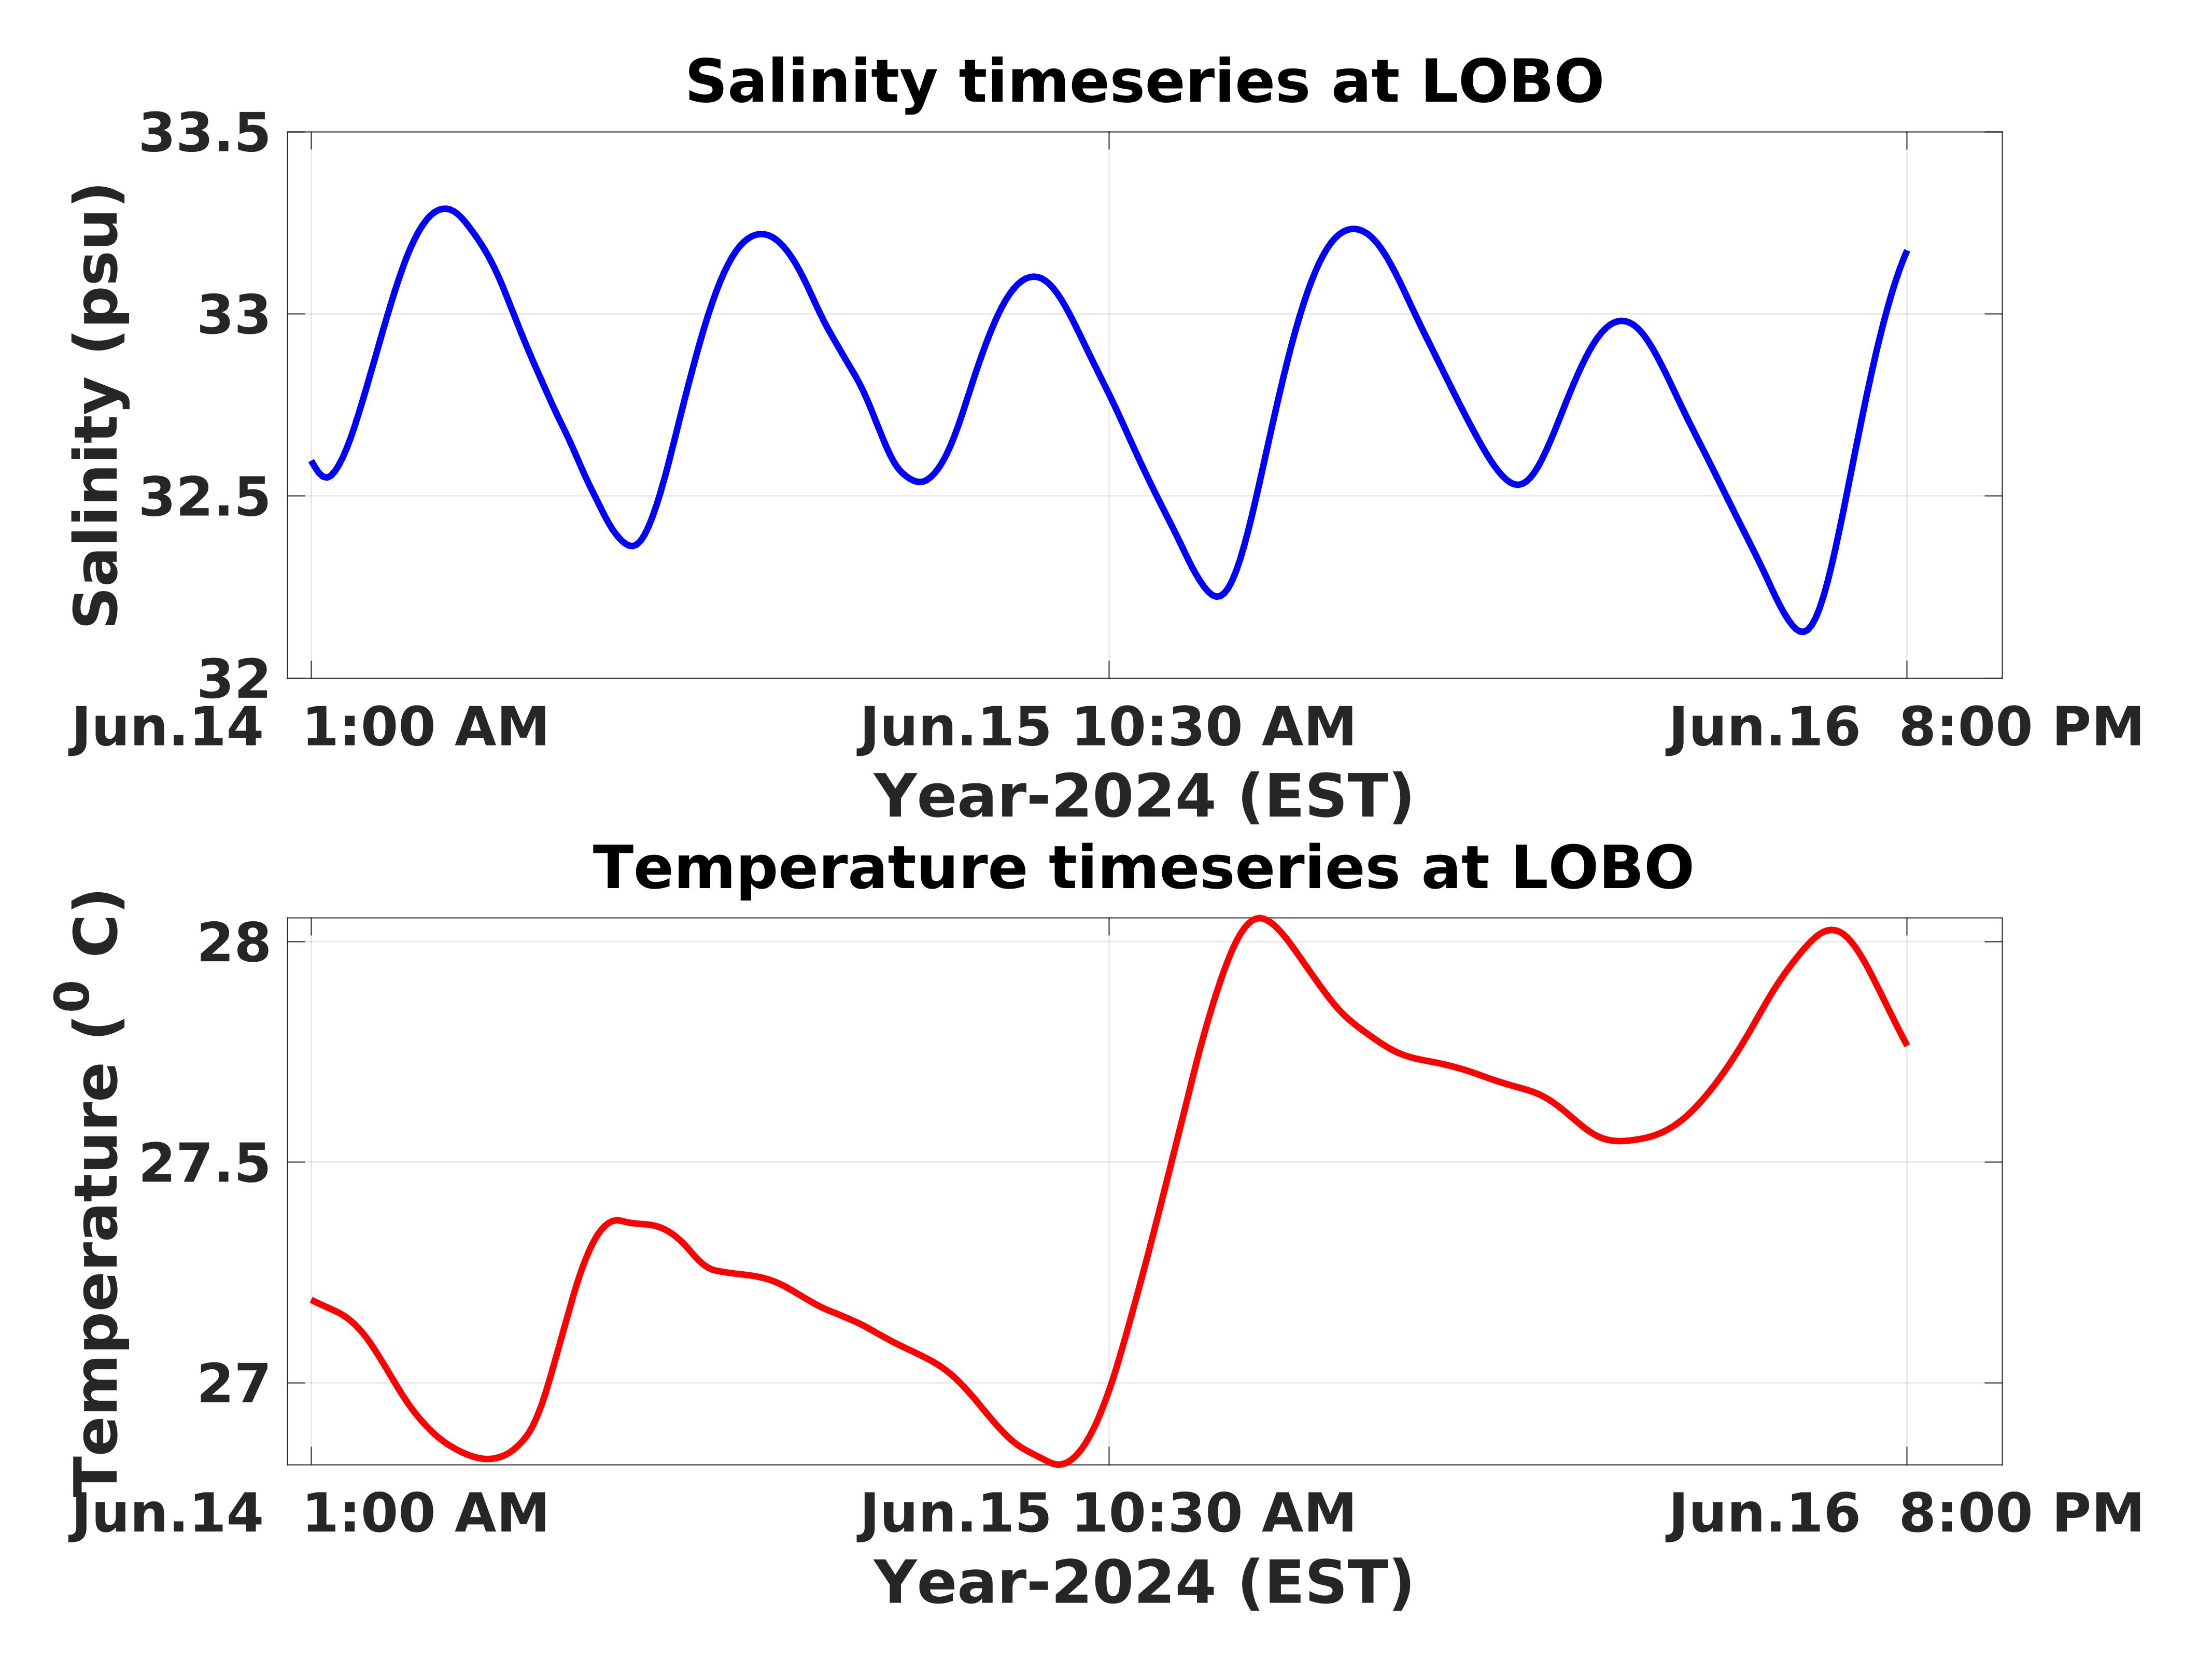 Salinity timeseries at LOBO
Salinity (psu)
33.5
33
32.5
32
Jun.14 1:00 AM
Jun.15 10:30 AM
Jun.16 8:00 PM
Year-2024 (EST)
Temperature timeseries at LOBO
Temperature (⁰ C)
28
27.5
27
Jun.14 1:00 AM
Jun.15 10:30 AM
Jun.16 8:00 PM
Year-2024 (EST)